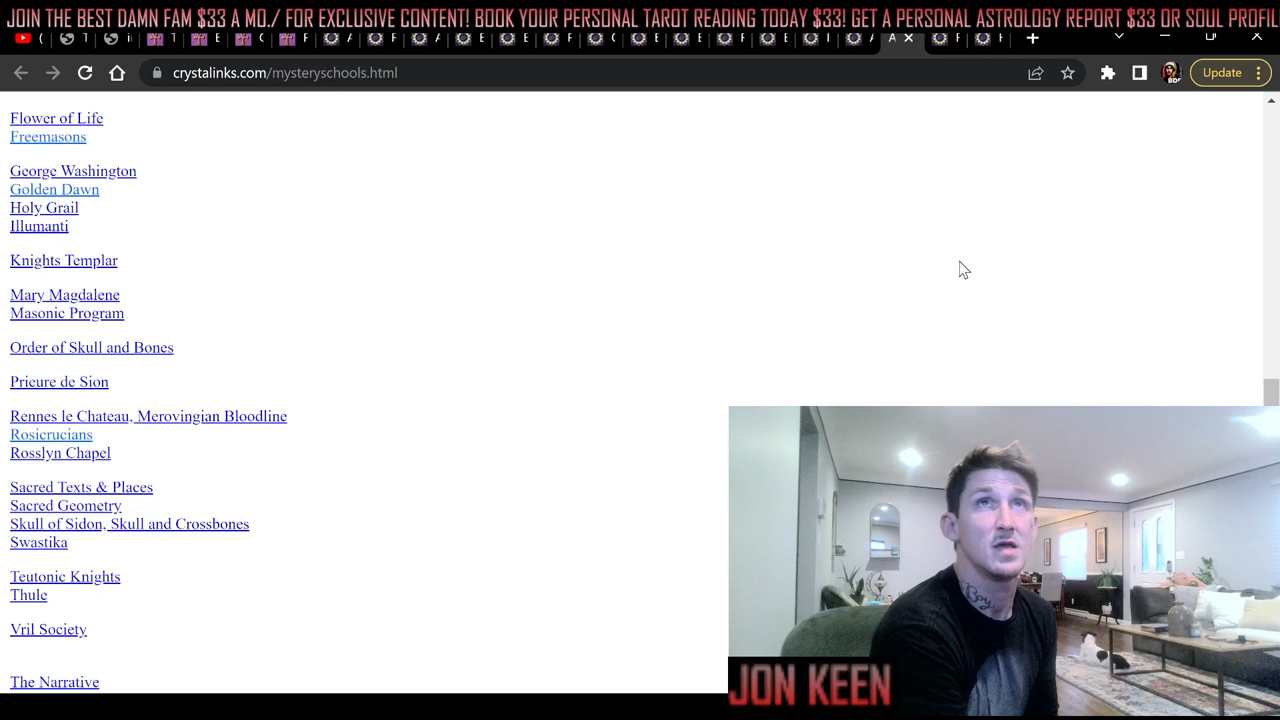 JOIN THE BEST DAMN FAM $33 A MO./ FOR EXCLUSIVE CONTENT! BOOK YOUR PERSONAL TAROT READING TODAY $33! GET A PERSONAL ASTROLOGY REPORT $33 OR SOUL PROFIL
crystalinks.com/mysteryschools.html
Update
Flower of Life
Freemasons
George Washington
Golden Dawn
Holy Grail
Illumanti
Knights Templar
Mary Magdalene
Masonic Program
Order of Skull and Bones
Prieure de Sion
Rennes le Chateau, Merovingian Bloodline
Rosicrucians
Rosslyn Chapel
Sacred Texts & Places
Sacred Geometry
Skull of Sidon, Skull and Crossbones
Swastika
Teutonic Knights
Thule
Vril Society
The Narrative
Boy
JON KEEN